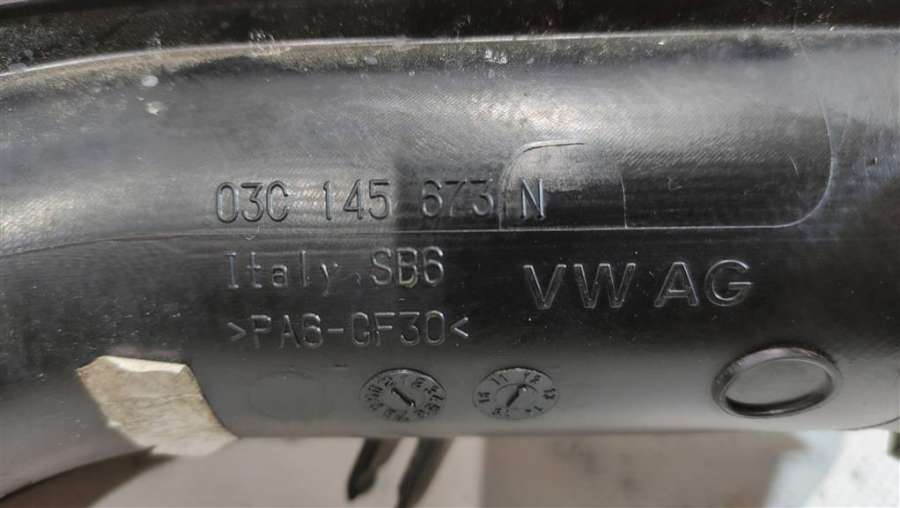 03C 145 673 N
Italy SB6
VW AG
>PA6-GF30<